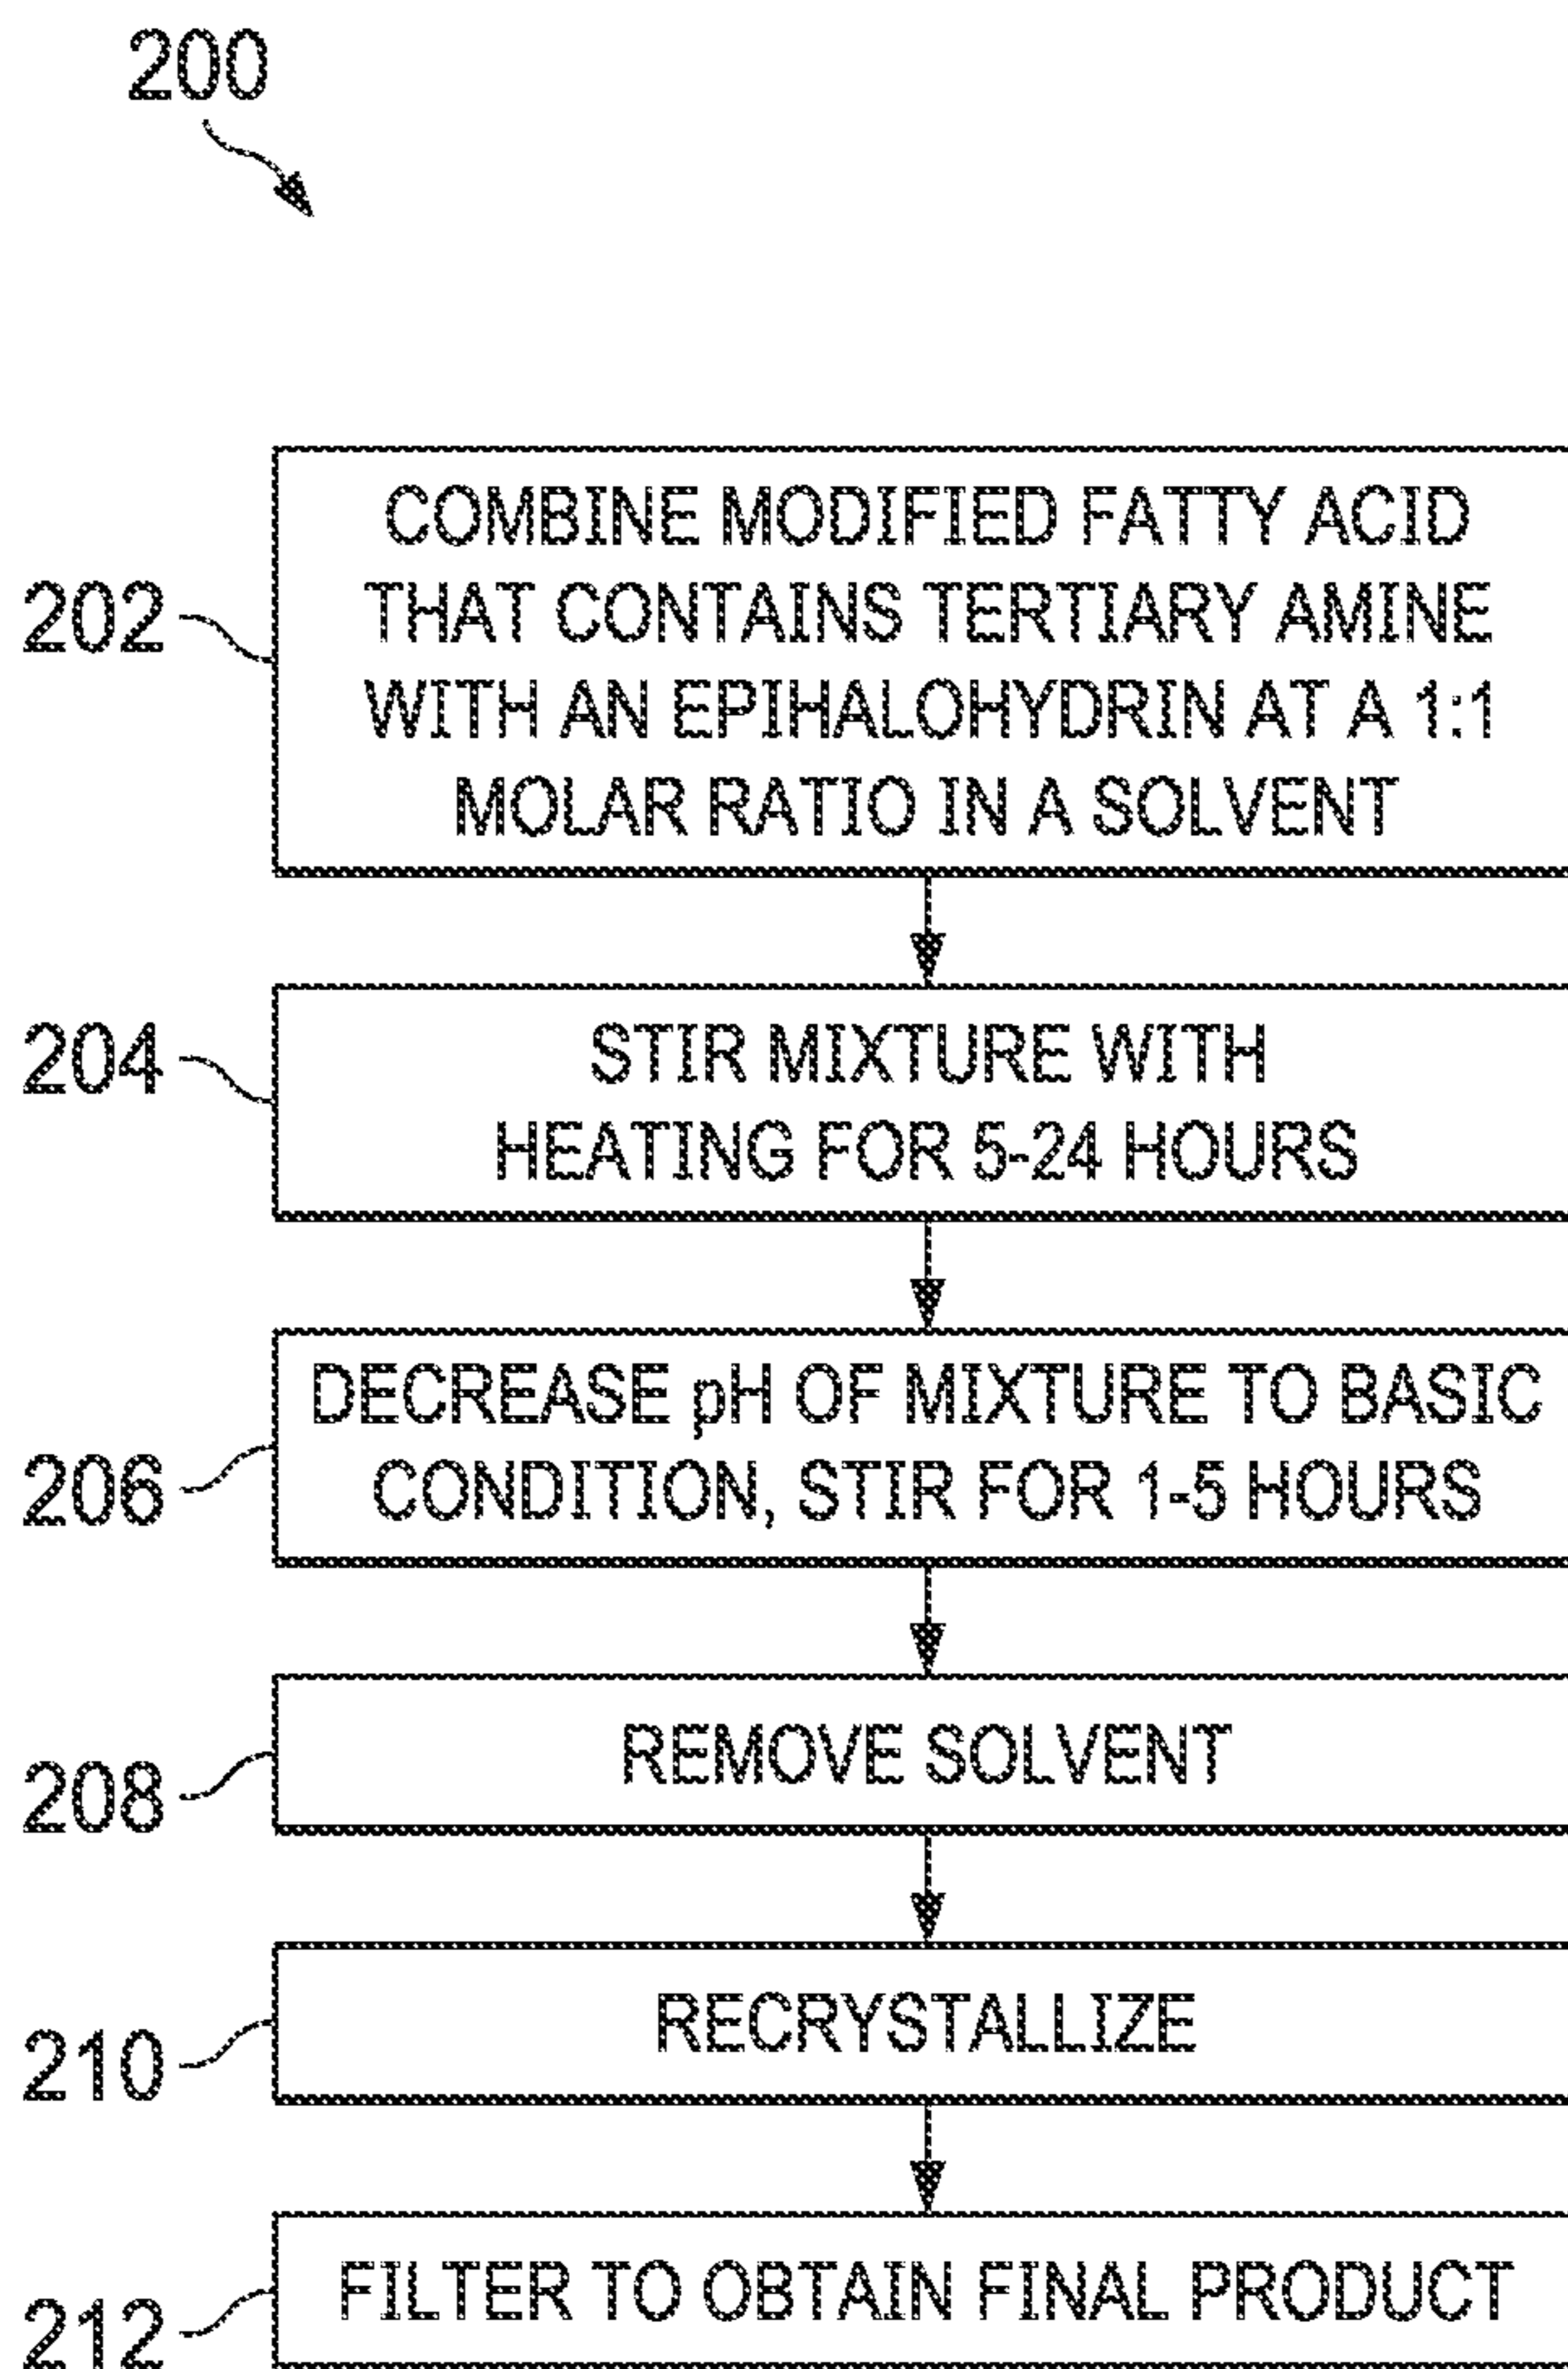 200
202
COMBINE MODIFIED FATTY ACID
THAT CONTAINS TERTIARY AMINE
WITH AN EPIHALOHYDRIN AT A 1:1
MOLAR RATIO IN A SOLVENT
204
STIR MIXTURE WITH
HEATING FOR 5-24 HOURS
206
DECREASE pH OF MIXTURE TO BASIC
CONDITION, STIR FOR 1-5 HOURS
208
REMOVE SOLVENT
210
RECRYSTALLIZE
212
FILTER TO OBTAIN FINAL PRODUCT